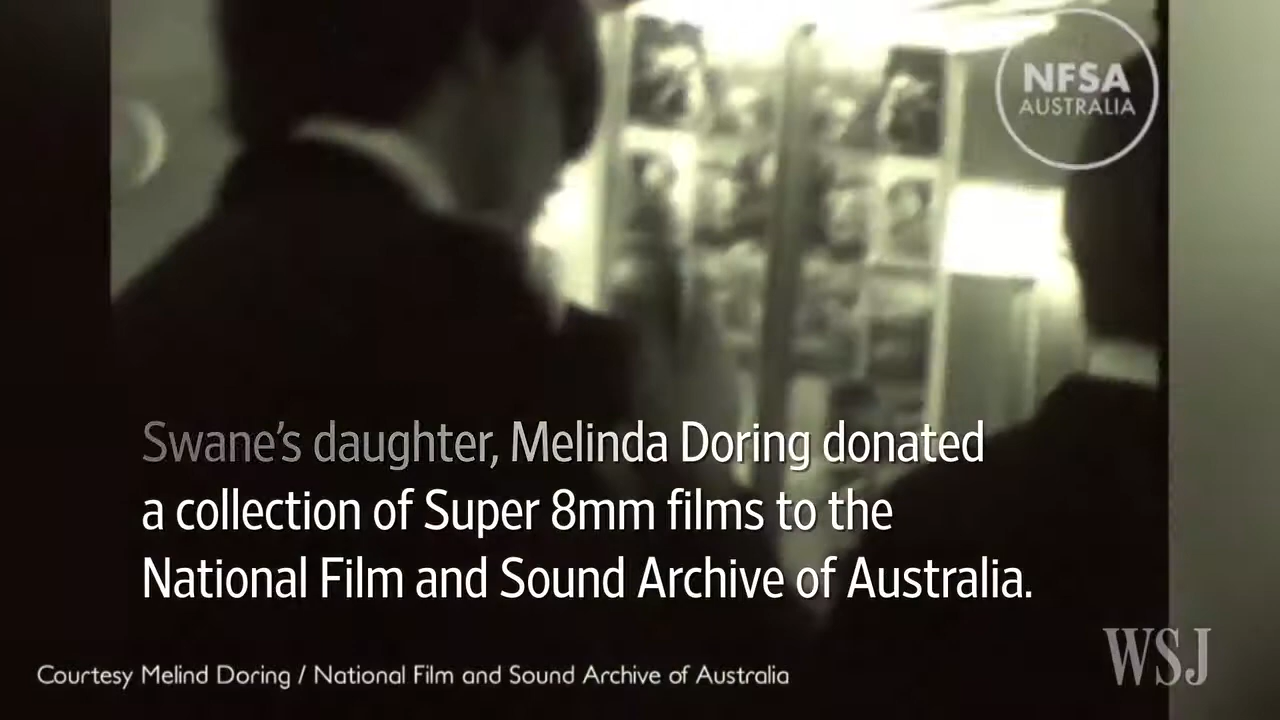 NFSA
AUSTRALIA
Swane's daughter, Melinda Doring donated
a collection of Super 8mm films to the
National Film and Sound Archive of Australia.
WSJ
Courtesy Melind Doring / National Film and Sound Archive of Australia